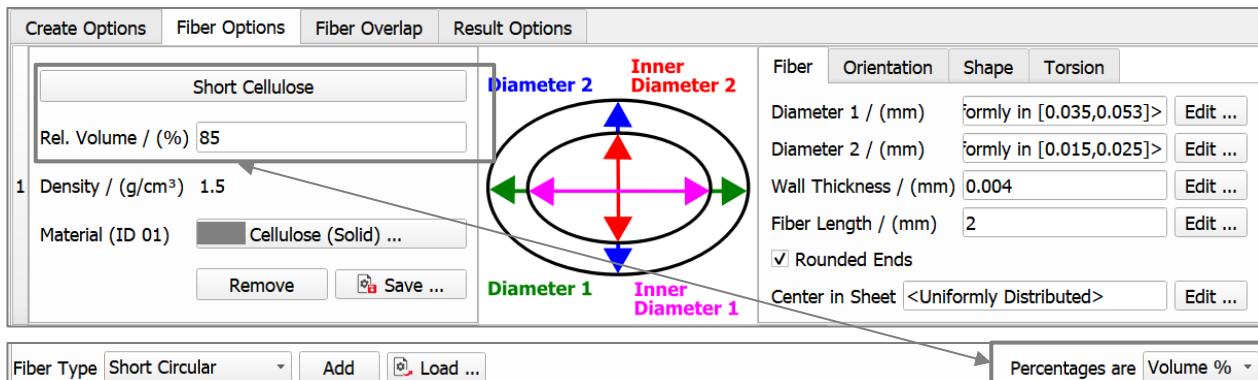 Create Options Fiber Options Fiber Overlap Result Options
Short Cellulose
Rel. Volume / (%) 85
1 Density / (g/cm³) 1.5
Material (ID 01) Cellulose (Solid) ...
Remove Save ...
Diameter 2
Inner
Diameter 2
Diameter 1
Inner
Diameter 1
Fiber Orientation Shape Torsion
Diameter 1 / (mm) formly in [0.035,0.053]> Edit ...
Diameter 2 / (mm) formly in [0.015,0.025]> Edit ...
Wall Thickness / (mm) 0.004 Edit ...
Fiber Length / (mm) 2 Edit ...
Rounded Ends
Center in Sheet <Uniformly Distributed> Edit ...
Fiber Type Short Circular Add Load ... Percentages are Volume %